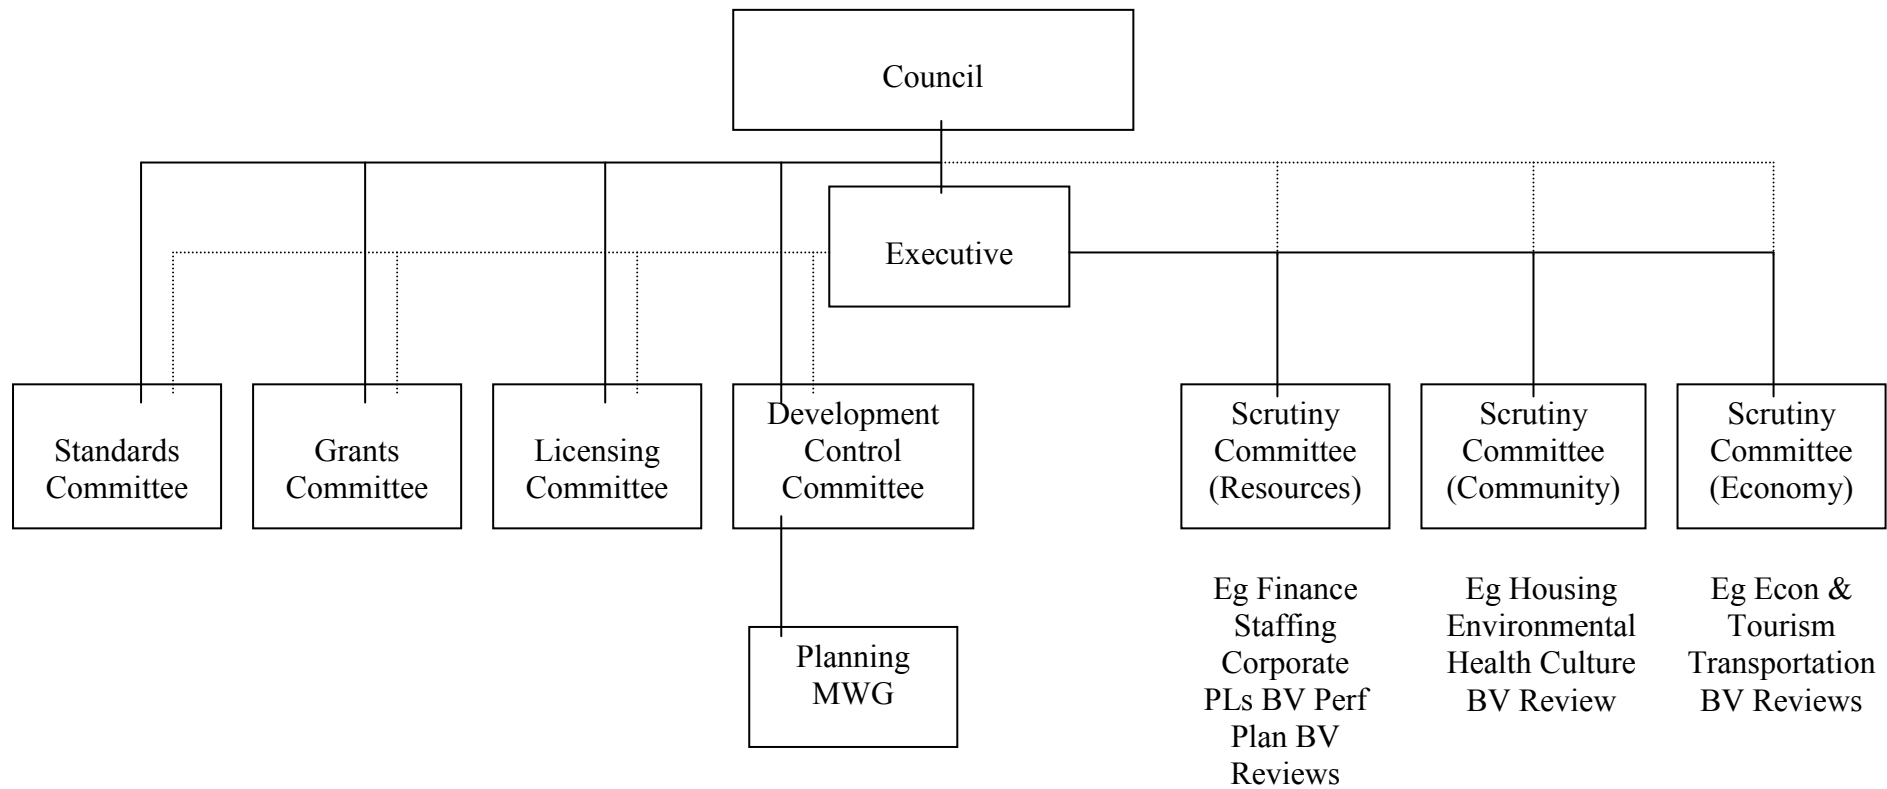 Council
Executive
Standards
Committee
Grants
Committee
Licensing
Committee
Development
Control
Committee
Scrutiny
Committee
(Resources)
Scrutiny
Committee
(Community)
Scrutiny
Committee
(Economy)
Planning
MWG
Eg Finance
Staffing
Corporate
PLs BV Perf
Plan BV
Reviews
Eg Housing
Environmental
Health Culture
BV Review
Eg Econ &
Tourism
Transportation
BV Reviews